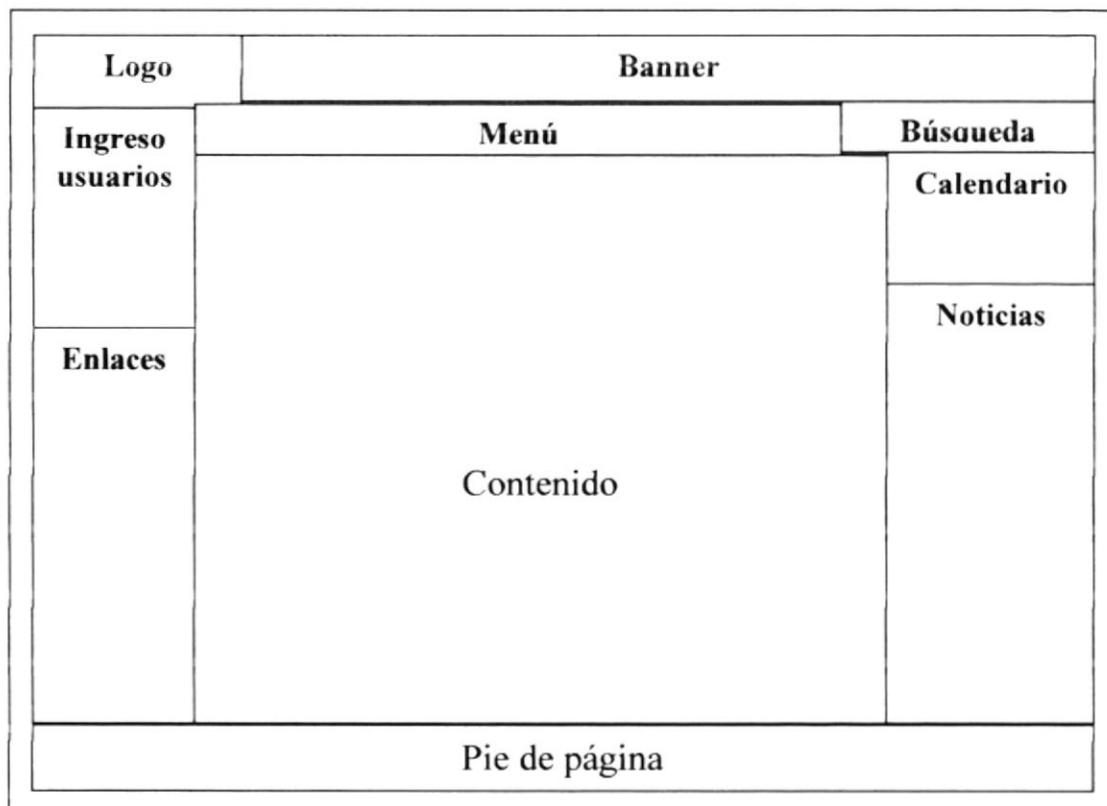 Logo
Banner
Ingreso
usuarios
Menú
Búsqueda
Calendario
Noticias
Enlaces
Contenido
Pie de página